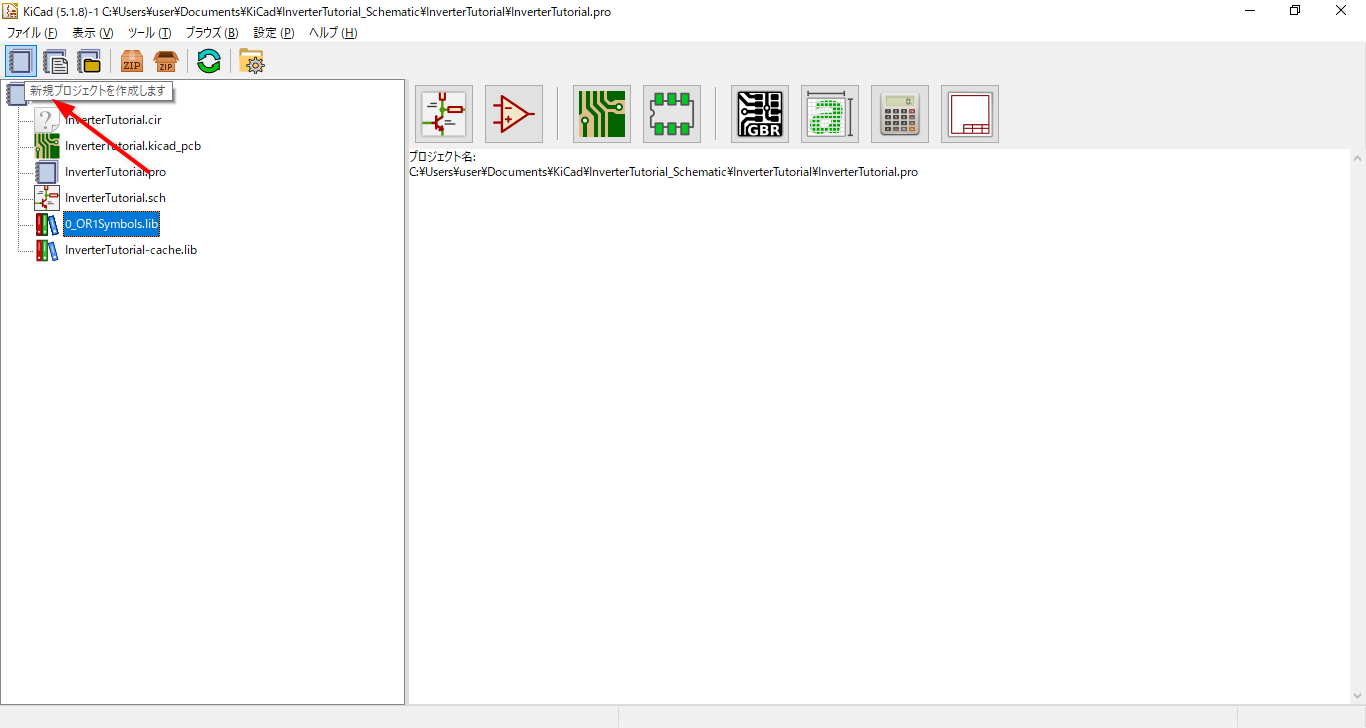 KiCad (5.1.8)-1 C:¥Users¥user¥Documents¥KiCad¥InverterTutorial_Schematic¥InverterTutorial¥InverterTutorial.pro
ファイル (F) 表示 (V) ツール (T) ブラウズ (B) 設定 (P) ヘルプ (H)
ZIP ZIP
新規プロジェクトを作成します
InverterTutorial.cir
InverterTutorial.kicad_pcb
InverterTutorial.pro
InverterTutorial.sch
0_OR1Symbols.lib
InverterTutorial-cache.lib
GBR a 0.
プロジェクト名:
C:¥Users¥user¥Documents¥KiCad¥InverterTutorial_Schematic¥InverterTutorial¥InverterTutorial.pro